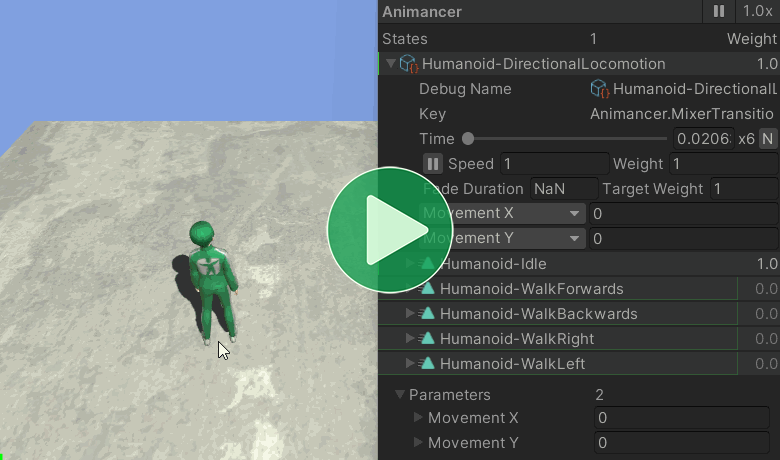 Animancer 1.0x
States 1 Weight
Humanoid-DirectionalLocomotion 1.0
Debug Name Humanoid-DirectionalL
Key Animancer.MixerTransitio
Time 0.0206 x6 N
Speed 1 Weight 1
Fade Duration NaN Target Weight 1
Movement X 0
Movement Y 0
Humanoid-Idle 1.0
Humanoid-WalkForwards 0.0
Humanoid-WalkBackwards 0.0
Humanoid-WalkRight 0.0
Humanoid-WalkLeft 0.0
Parameters 2
Movement X 0
Movement Y 0